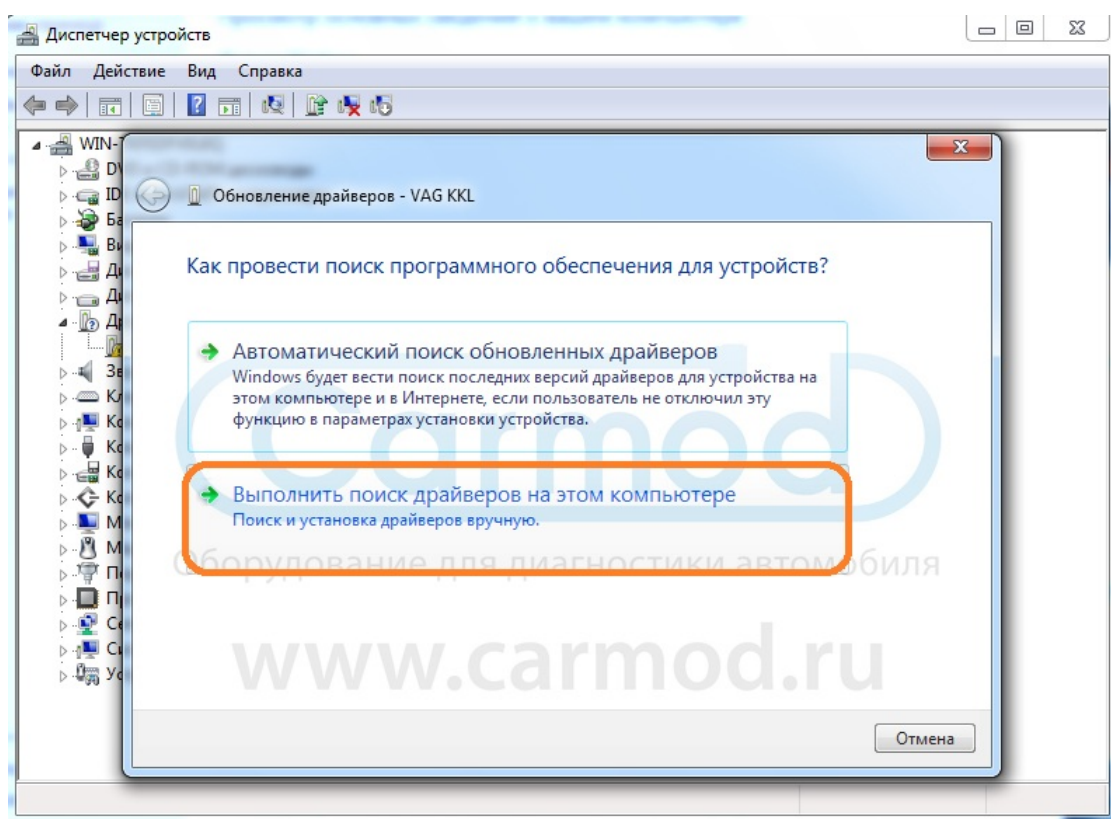 Диспетчер устройств
Файл Действие Вид Справка
WIN-
Обновление драйверов - VAG KKL
Как провести поиск программного обеспечения для устройств?
Автоматический поиск обновленных драйверов
Windows будет вести поиск последних версий драйверов для устройства на
этом компьютере и в Интернете, если пользователь не отключил эту
функцию в параметрах установки устройства.
Carmod
Выполнить поиск драйверов на этом компьютере
Поиск и установка драйверов вручную.
Оборудование для диагностики автомобиля
www.carmod.ru
Отмена